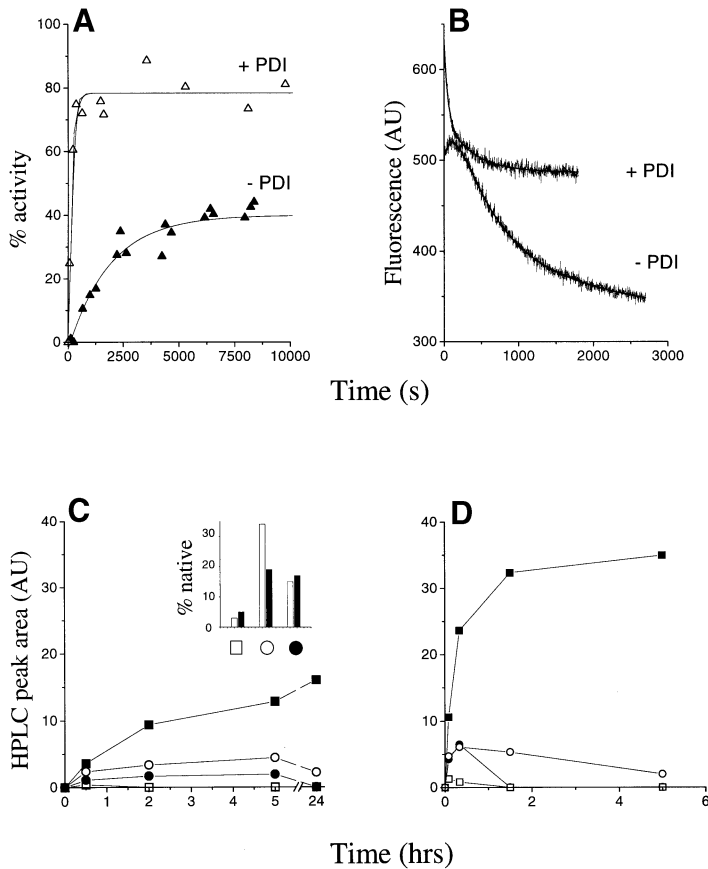 A
B
100
80
60
40
20
0
% activity
+ PDI
- PDI
0 2500 5000 7500 10000
600
500
400
300
Fluorescence (AU)
+ PDI
- PDI
0 1000 2000 3000
Time (s)
C
D
40
30
20
10
0
HPLC peak area (AU)
30
20
10
0
% native
0 1 2 3 4 5 24
40
30
20
10
0
0 2 4 6
Time (hrs)